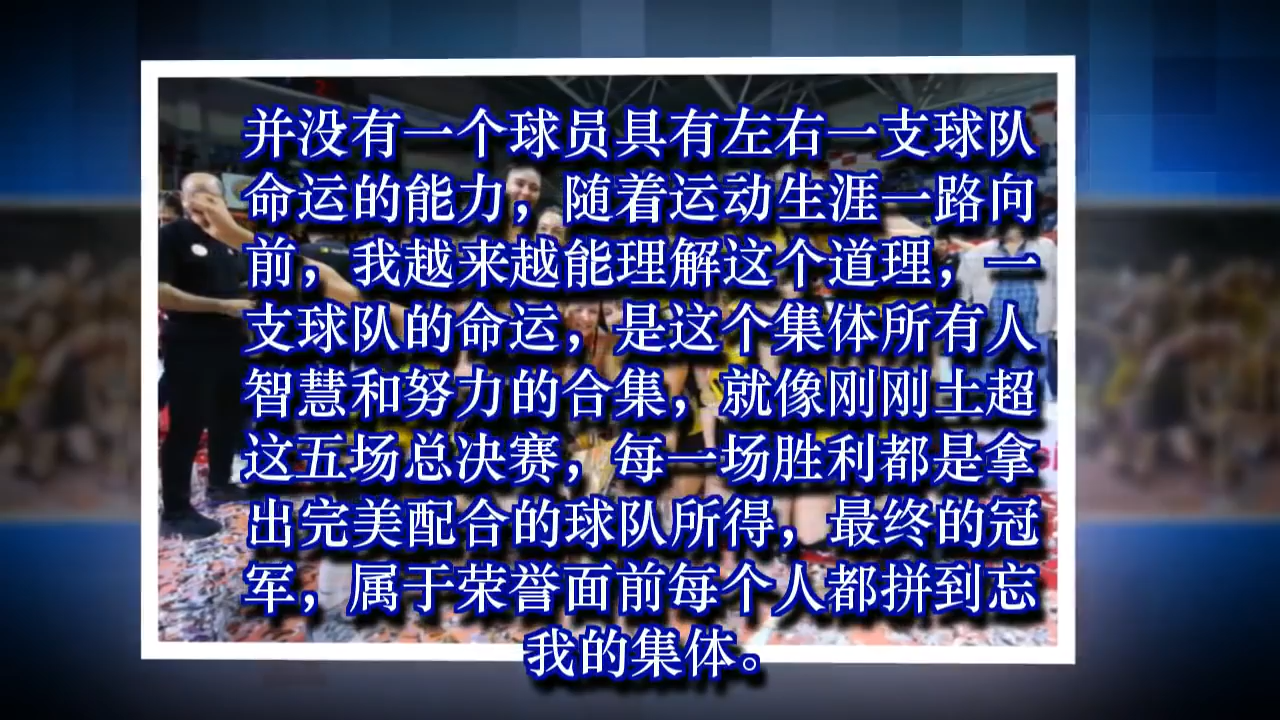 并没有一个球员具有左右一支球队
命运的能力，随着运动生涯一路向
前，我越来越能理解这个道理，一
支球队的命运，是这个集体所有人
智慧和努力的合集，就像刚刚土超
这五场总决赛，每一场胜利都是拿
出完美配合的球队所得，最终的冠
军，属于荣誉面前每个人都拼到忘
我的集体。